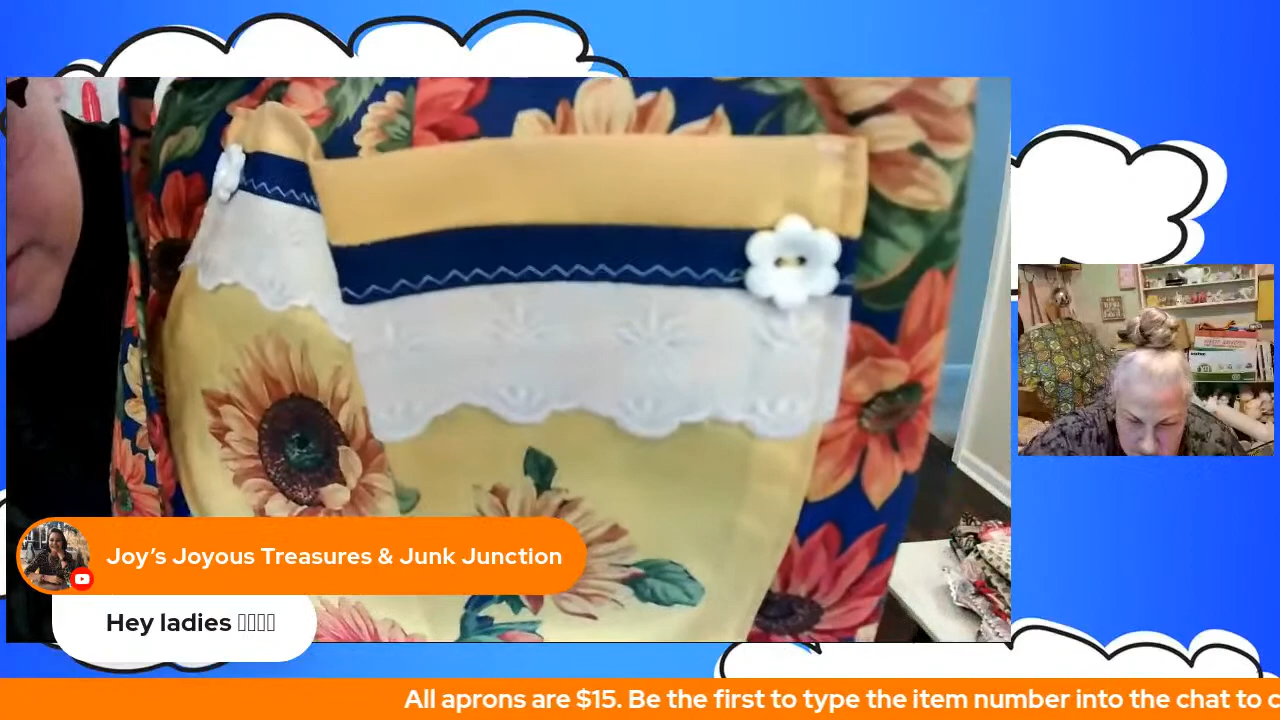 Joy’s Joyous Treasures & Junk Junction
Hey ladies
All aprons are $15. Be the first to type the item number into the chat to c